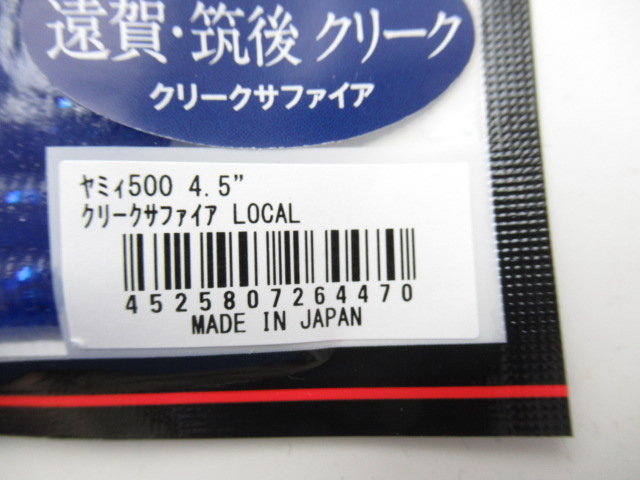 遠賀・筑後 クリーク
クリークサファイア
ﾔﾐィ500 4.5”
ｸﾘｰｸｻﾌｧｲｱ LOCAL
4525807264470
MADE IN JAPAN